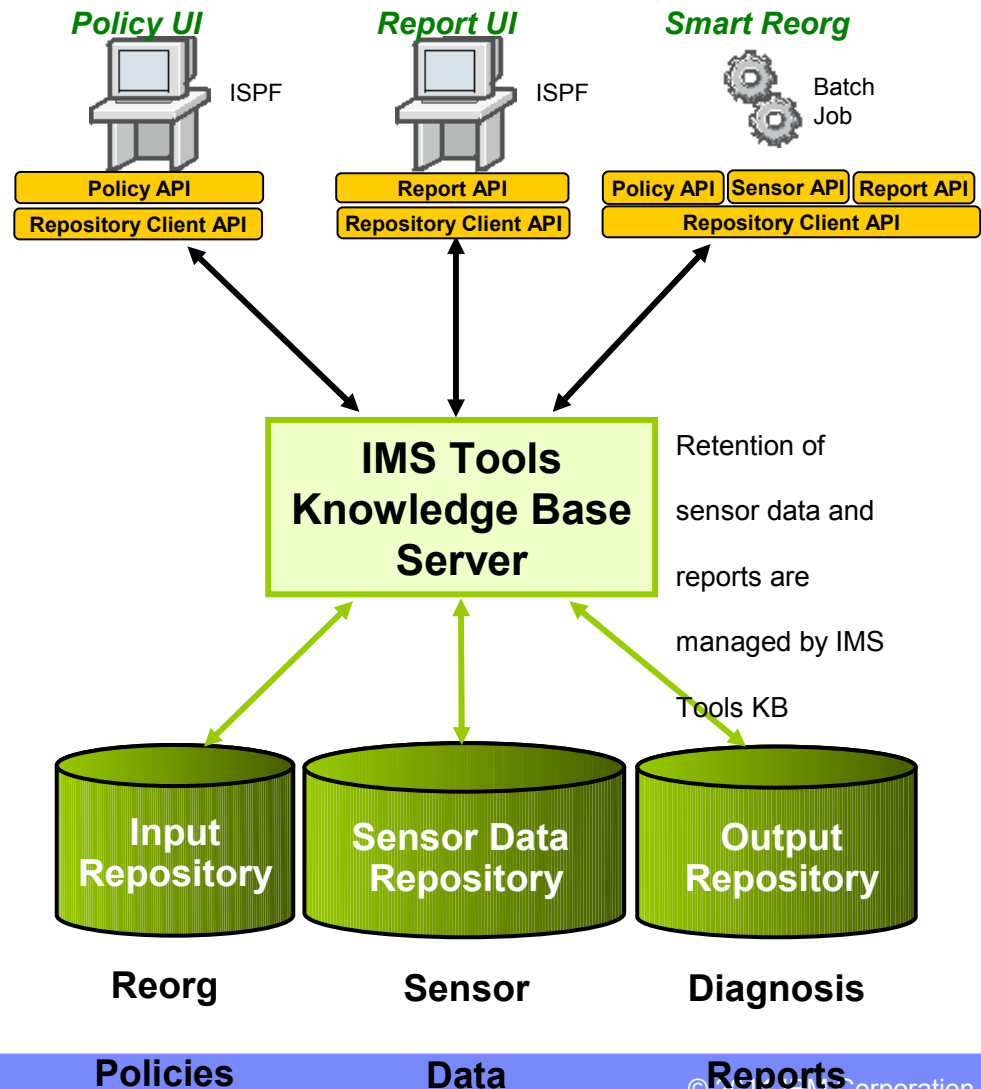 Policy UI
Report UI
Smart Reorg
ISPF
ISPF
Batch
Job
Policy API
Repository Client API
Report API
Repository Client API
Policy API
Sensor API
Report API
Repository Client API
IMS Tools
Knowledge Base
Server
Retention of
sensor data and
reports are
managed by IMS
Tools KB
Input
Repository
Sensor Data
Repository
Output
Repository
Reorg
Sensor
Diagnosis
Policies
Data
Reports
© Corporation